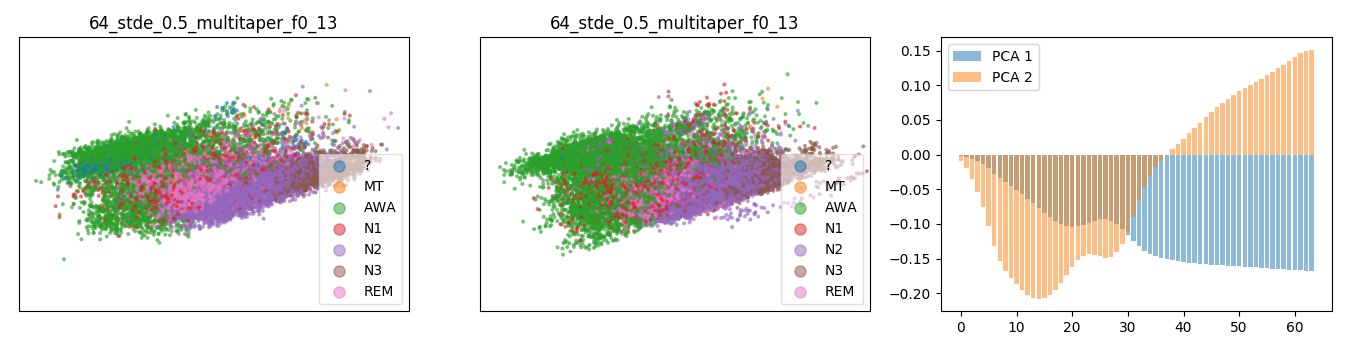 64_stde_0.5_multitaper_f0_13
?
MT
AWA
N1
N2
N3
REM
64_stde_0.5_multitaper_f0_13
?
MT
AWA
N1
N2
N3
REM
PCA 1
PCA 2
0.15
0.10
0.05
0.00
−0.05
−0.10
−0.15
−0.20
0 10 20 30 40 50 60